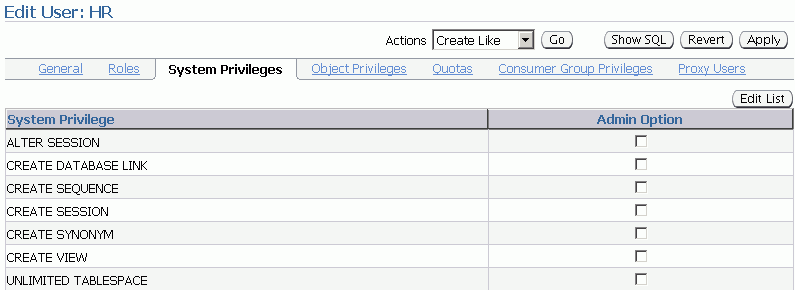 Edit User: HR
Actions Create Like Go Show SQL Revert Apply
General Roles System Privileges Object Privileges Quotas Consumer Group Privileges Proxy Users
Edit List
System Privilege Admin Option
ALTER SESSION
CREATE DATABASE LINK
CREATE SEQUENCE
CREATE SESSION
CREATE SYNONYM
CREATE VIEW
UNLIMITED TABLESPACE